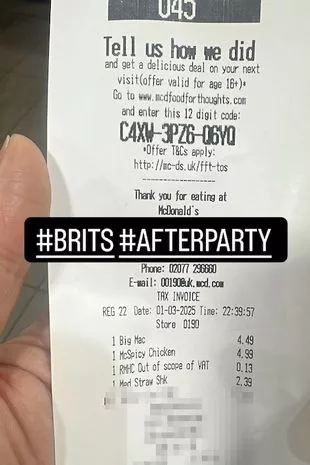 045
Tell us how we did
and get a delicious deal on your next
visit(offer valid for age 16+)*
Go to www.mcdfoodforthoughts.com
and enter this 12 digit code:
C4XW-3PZ6-06YQ
*Offer T&Cs apply:
http://mc-ds.uk/fft-tos
Thank you for eating at
McDonald's
#BRITS #AFTERPARTY
Phone: 02077 296660
E-mail: 00190@uk.mcd.com
TAX INVOICE
REG 22 Date: 01-03-2025 Time: 22:39:57
Store 0190
1 Big Mac 4.49
1 McSpicy Chicken 4.99
1 RMHC Out of scope of VAT 0.13
1 Med Straw Shk 2.39